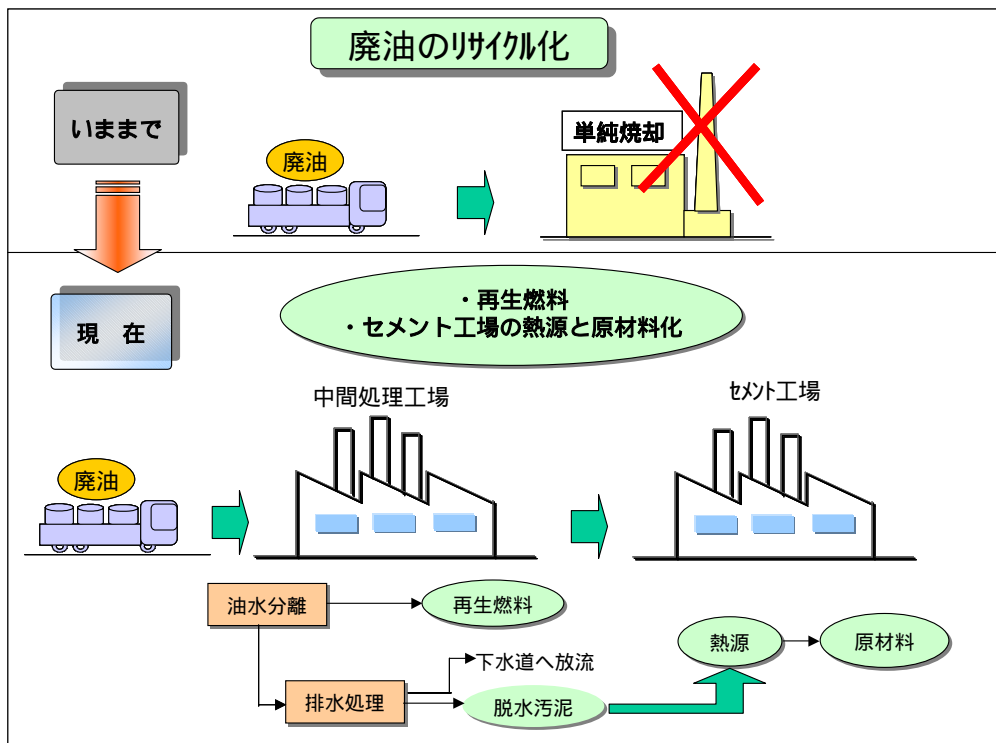 廃油のリサイクル化
いままで
廃油
単純焼却
現　在
・再生燃料
・セメント工場の熱源と原材料化
中間処理工場
セメント工場
廃油
油水分離
再生燃料
下水道へ放流
排水処理
脱水汚泥
熱源
原材料